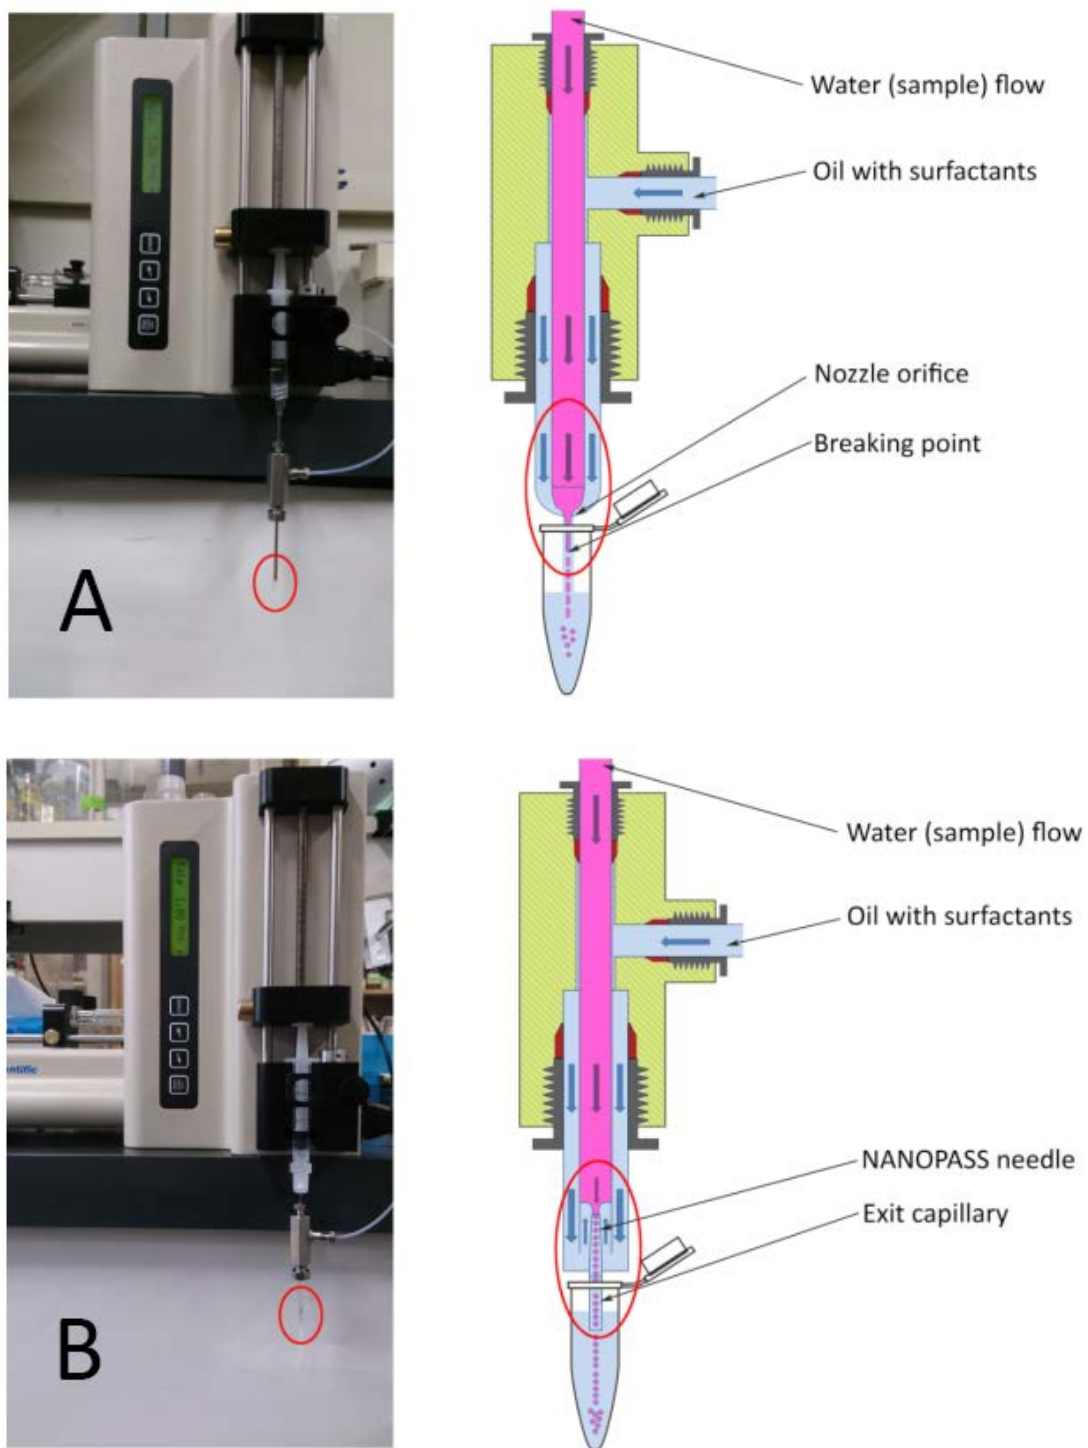 Water (sample) flow
Oil with surfactants
Nozzle orifice
Breaking point
A
Water (sample) flow
Oil with surfactants
NANOPASS needle
Exit capillary
entific
B